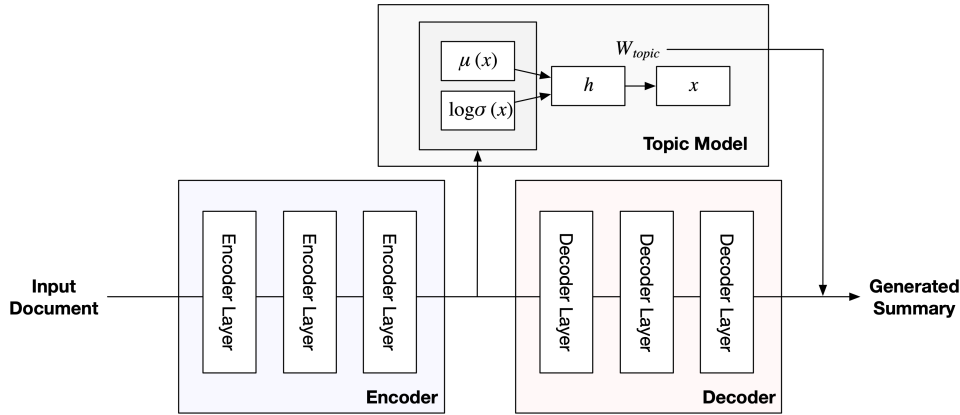 μ (x)
logσ (x)
h
x
W_topic
Topic Model
Input
Document
Encoder Layer
Encoder Layer
Encoder Layer
Encoder
Decoder Layer
Decoder Layer
Decoder Layer
Decoder
Generated
Summary